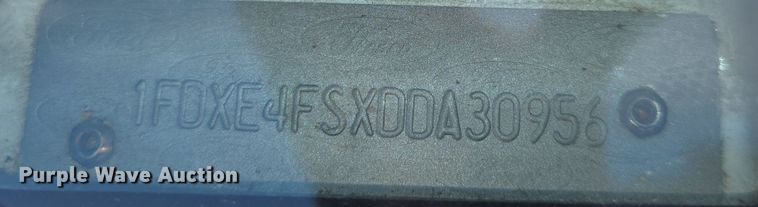 1FDXE4FSXDDA30956
Purple Wave Auction